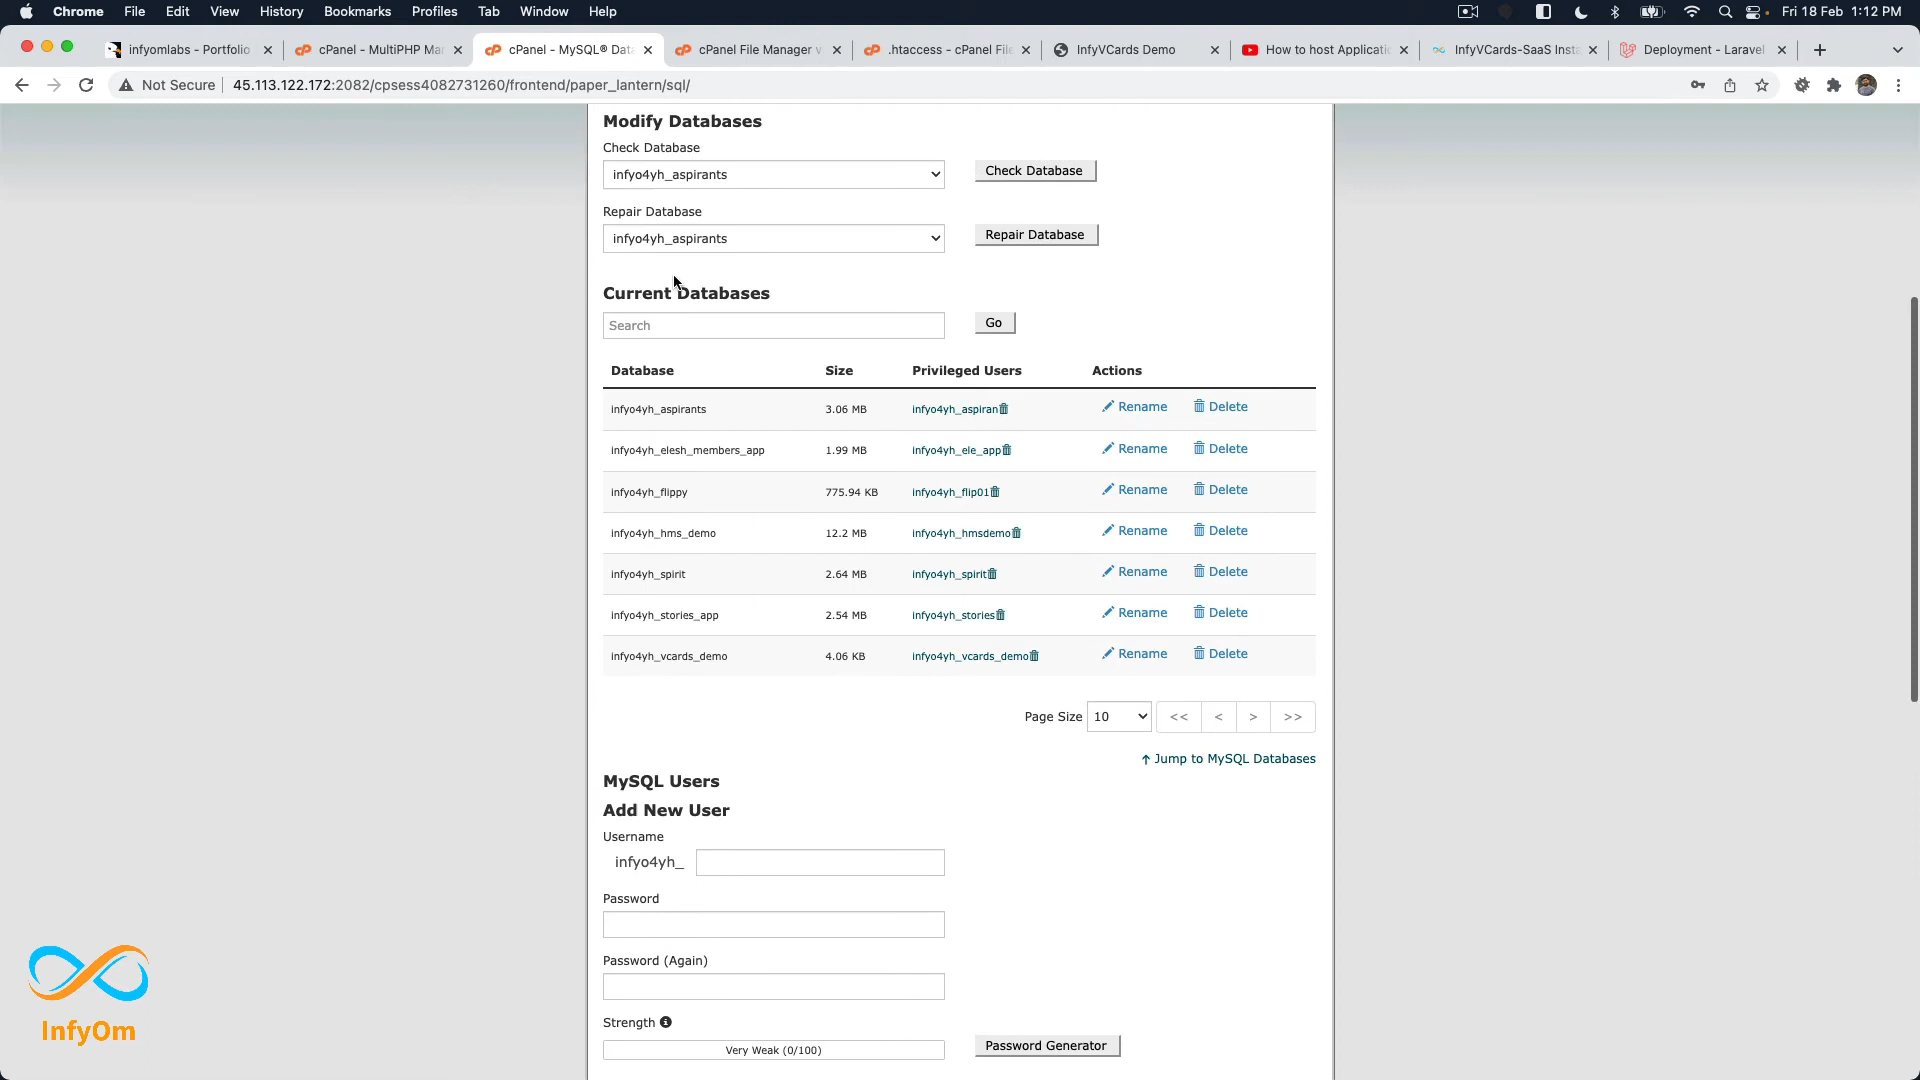 Chrome File Edit View History Bookmarks Profiles Tab Window Help Fri 18 Feb 1:12 PM
infyomlabs - Portfolio cPanel - MultiPHP Ma cPanel - MySQL® Dat cPanel File Manager v .htaccess - cPanel File InfyVCards Demo How to host Applicati InfyVCards-SaaS Inst Deployment - Laravel
Not Secure 45.113.122.172:2082/cpsess4082731260/frontend/paper_lantern/sql/
Modify Databases
Check Database
infyo4yh_aspirants Check Database
Repair Database
infyo4yh_aspirants Repair Database
Current Databases
Search Go
Database Size Privileged Users Actions
infyo4yh_aspirants 3.06 MB infyo4yh_aspiran Rename Delete
infyo4yh_elesh_members_app 1.99 MB infyo4yh_ele_app Rename Delete
infyo4yh_flippy 775.94 KB infyo4yh_flip01 Rename Delete
infyo4yh_hms_demo 12.2 MB infyo4yh_hmsdemo Rename Delete
infyo4yh_spirit 2.64 MB infyo4yh_spirit Rename Delete
infyo4yh_stories_app 2.54 MB infyo4yh_stories Rename Delete
infyo4yh_vcards_demo 4.06 KB infyo4yh_vcards_demo Rename Delete
Page Size 10 << < > >>
Jump to MySQL Databases
MySQL Users
Add New User
Username
infyo4yh_
Password
Password (Again)
Strength
Very Weak (0/100) Password Generator
InfyOm